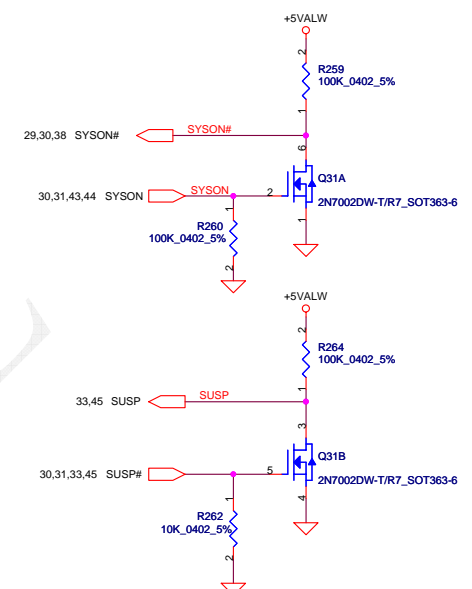 +5VALW
2
R259
100K_0402_5%
1
29,30,38 SYSON#
SYSON#
6
Q31A
2N7002DW-T/R7_SOT363-6
30,31,43,44 SYSON
SYSON
2
1
1
R260
100K_0402_5%
2
+5VALW
2
R264
100K_0402_5%
1
33,45 SUSP
SUSP
3
Q31B
2N7002DW-T/R7_SOT363-6
30,31,33,45 SUSP#
5
4
1
R262
10K_0402_5%
2